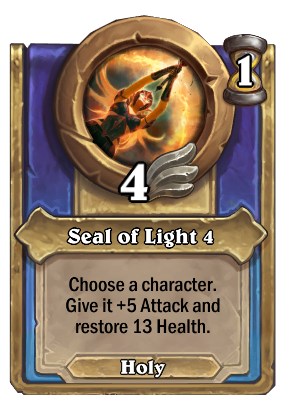 1
4
Seal of Light 4
Choose a character.
Give it +5 Attack and
restore 13 Health.
Holy